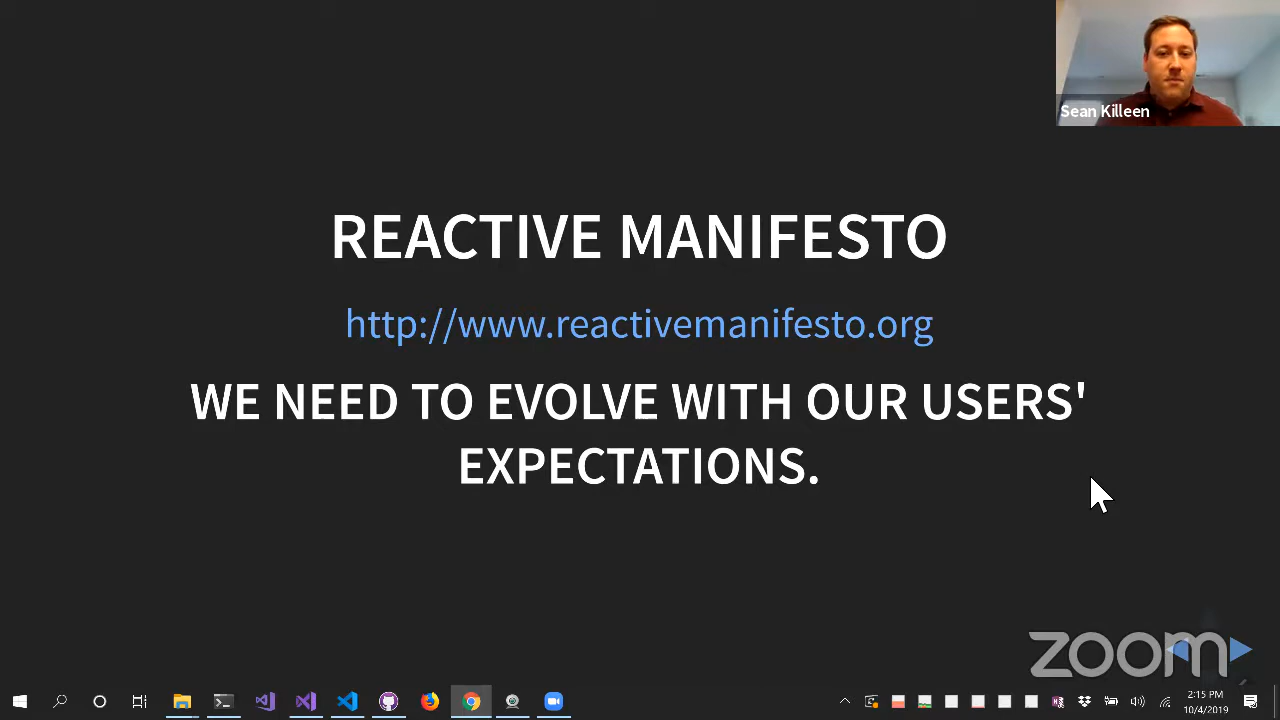 Sean Killeen
REACTIVE MANIFESTO
http://www.reactivemanifesto.org
WE NEED TO EVOLVE WITH OUR USERS'
EXPECTATIONS.
zoom
2:15 PM
10/4/2019